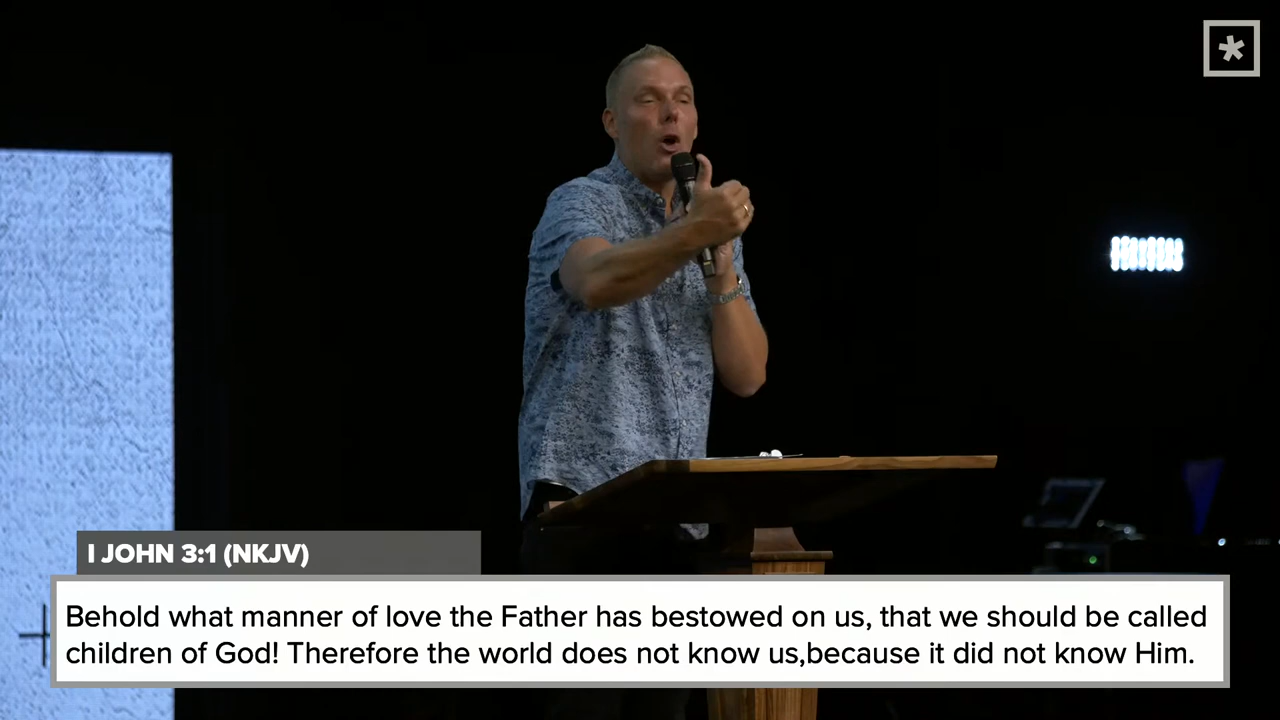 I JOHN 3:1 (NKJV)
Behold what manner of love the Father has bestowed on us, that we should be called
children of God! Therefore the world does not know us,because it did not know Him.